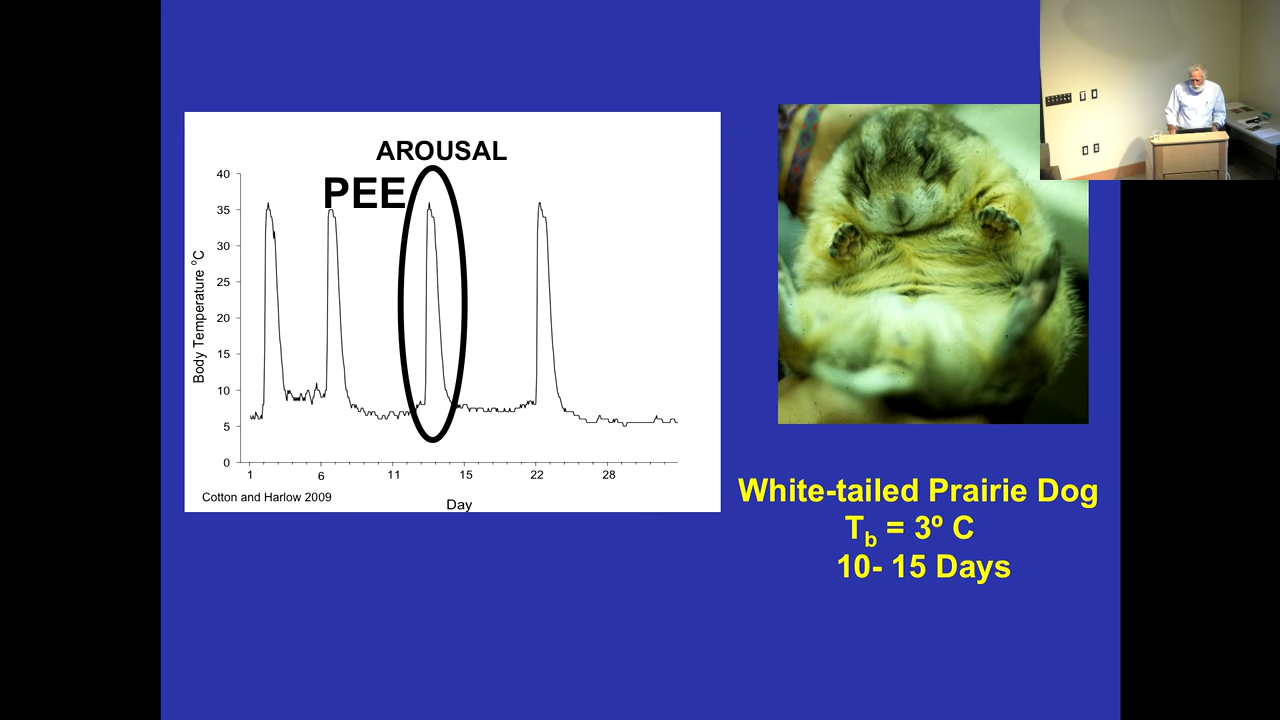 AROUSAL
PEE
40
35
30
25
20
15
10
5
0
Body Temperature ºC
1 6 11 15 22 28
Cotton and Harlow 2009
Day
White-tailed Prairie Dog
Tb = 3º C
10- 15 Days